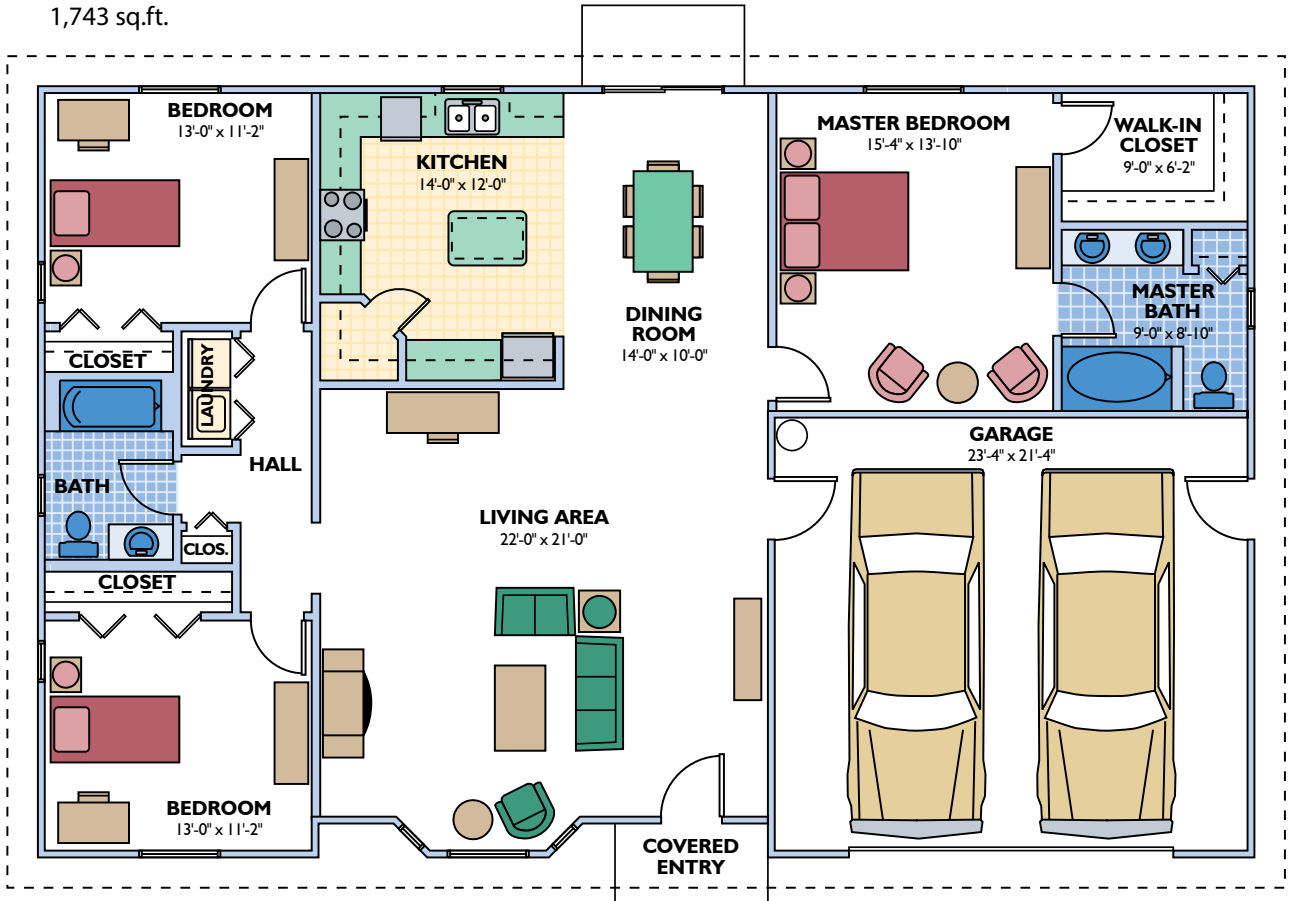 1,743 sq.ft.
BEDROOM
13'-0" x 11'-2"
KITCHEN
14'-0" x 12'-0"
MASTER BEDROOM
15'-4" x 13'-10"
WALK-IN
CLOSET
9'-0" x 6'-2"
DINING
ROOM
14'-0" x 10'-0"
MASTER
BATH
9'-0" x 8'-10"
CLOSET
LAUNDRY
HALL
BATH
CLOS.
CLOSET
GARAGE
23'-4" x 21'-4"
LIVING AREA
22'-0" x 21'-0"
BEDROOM
13'-0" x 11'-2"
COVERED
ENTRY